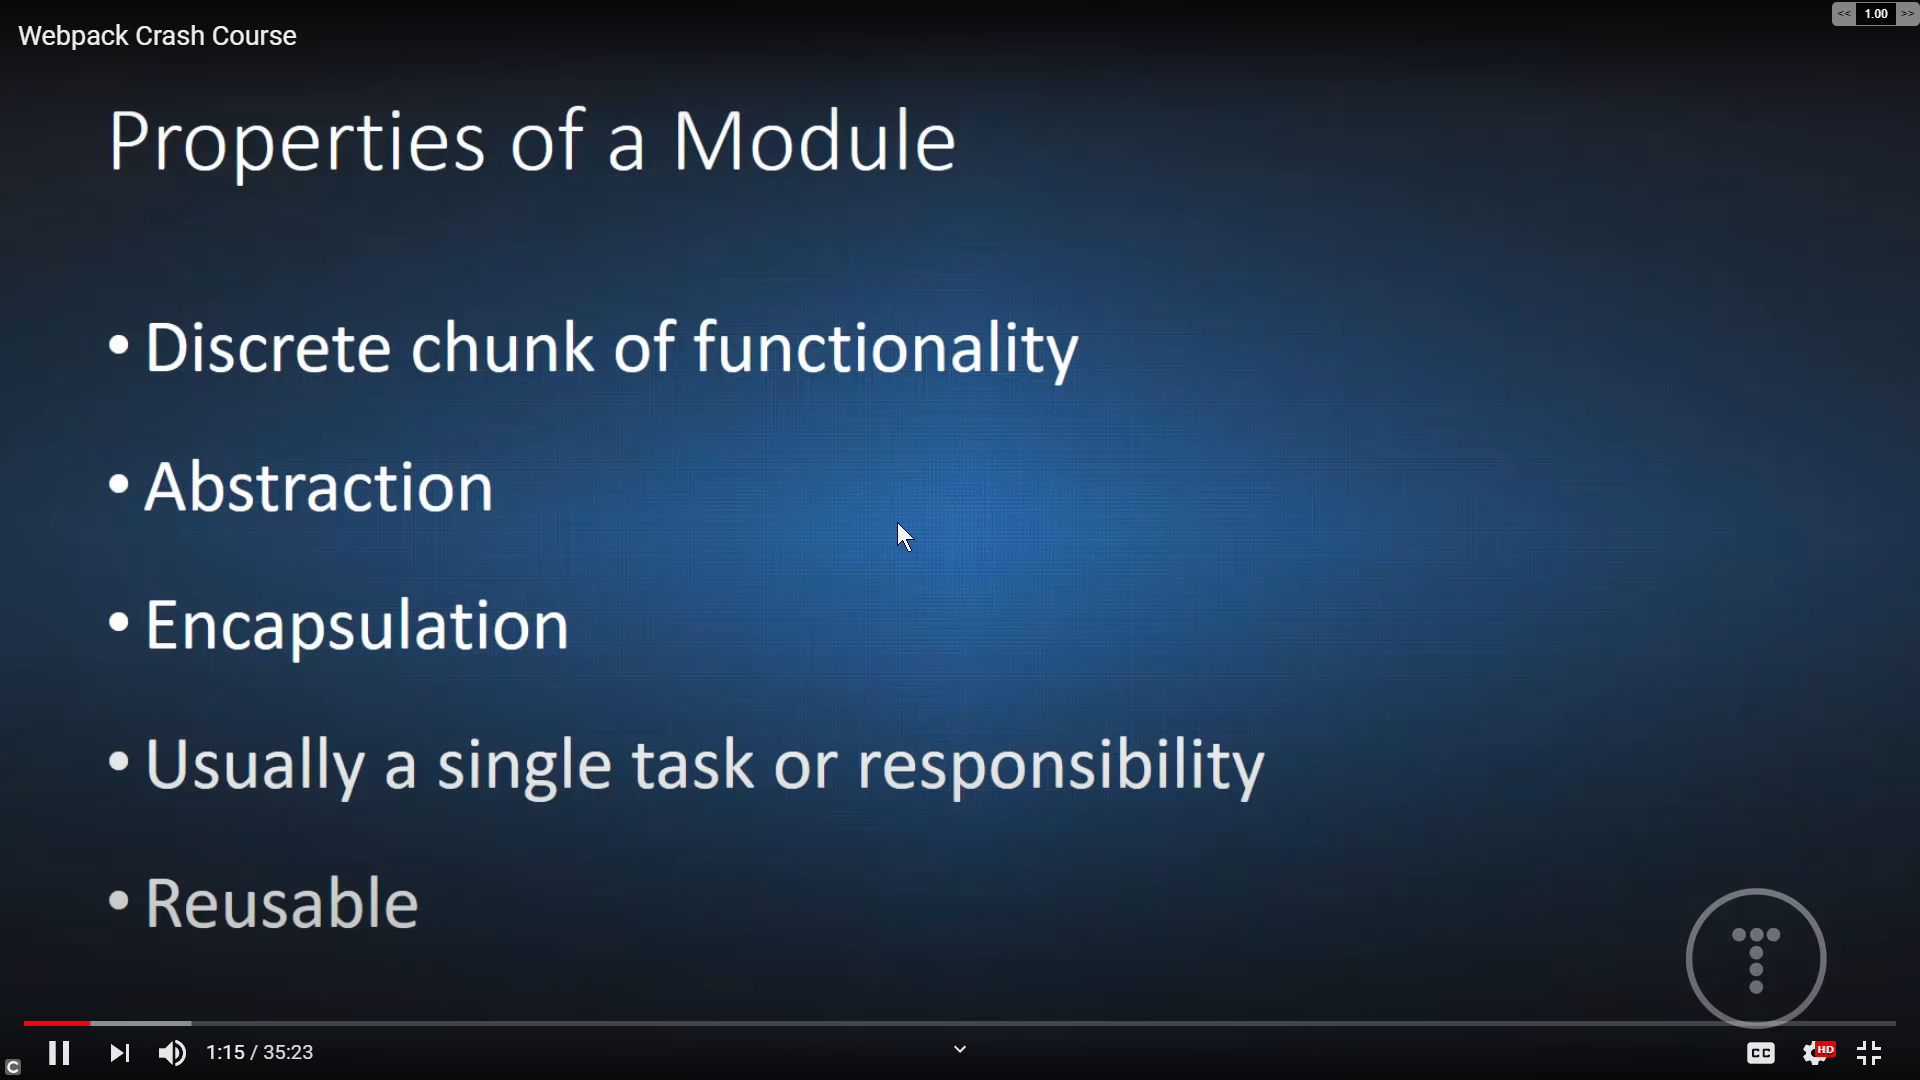 Webpack Crash Course
<< 1.00 >>
Properties of a Module
• Discrete chunk of functionality
• Abstraction
• Encapsulation
• Usually a single task or responsibility
• Reusable
1:15 / 35:23
CC
HD
C